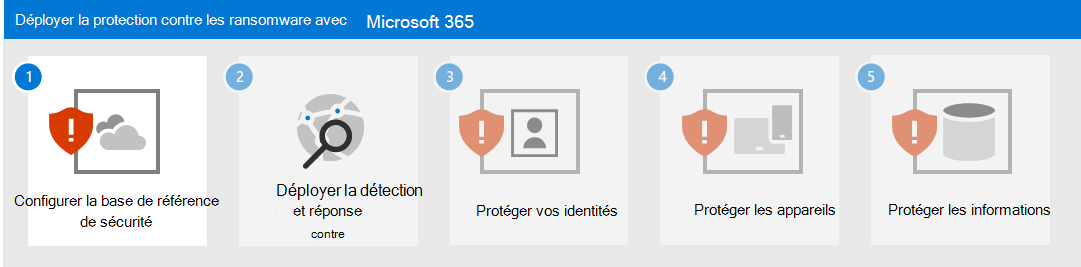 Déployer la protection contre les ransomware avec Microsoft 365
1
2
3
4
5
Configurer la base de référence
de sécurité
Déployer la détection
et réponse
contre
Protéger vos identités
Protéger les appareils
Protéger les informations